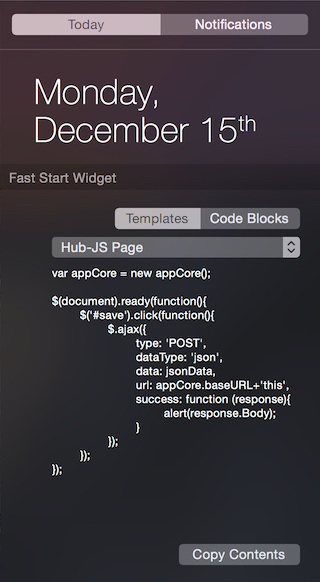 Today
Notifications
Monday,
December 15th
Fast Start Widget
Templates
Code Blocks
Hub-JS Page
var appCore = new appCore();
$(document).ready(function(){
$('#save').click(function(){
$.ajax({
type: 'POST',
dataType: 'json',
data: jsonData,
url: appCore.baseURL+'this',
success: function (response){
alert(response.Body);
}
});
});
});
Copy Contents